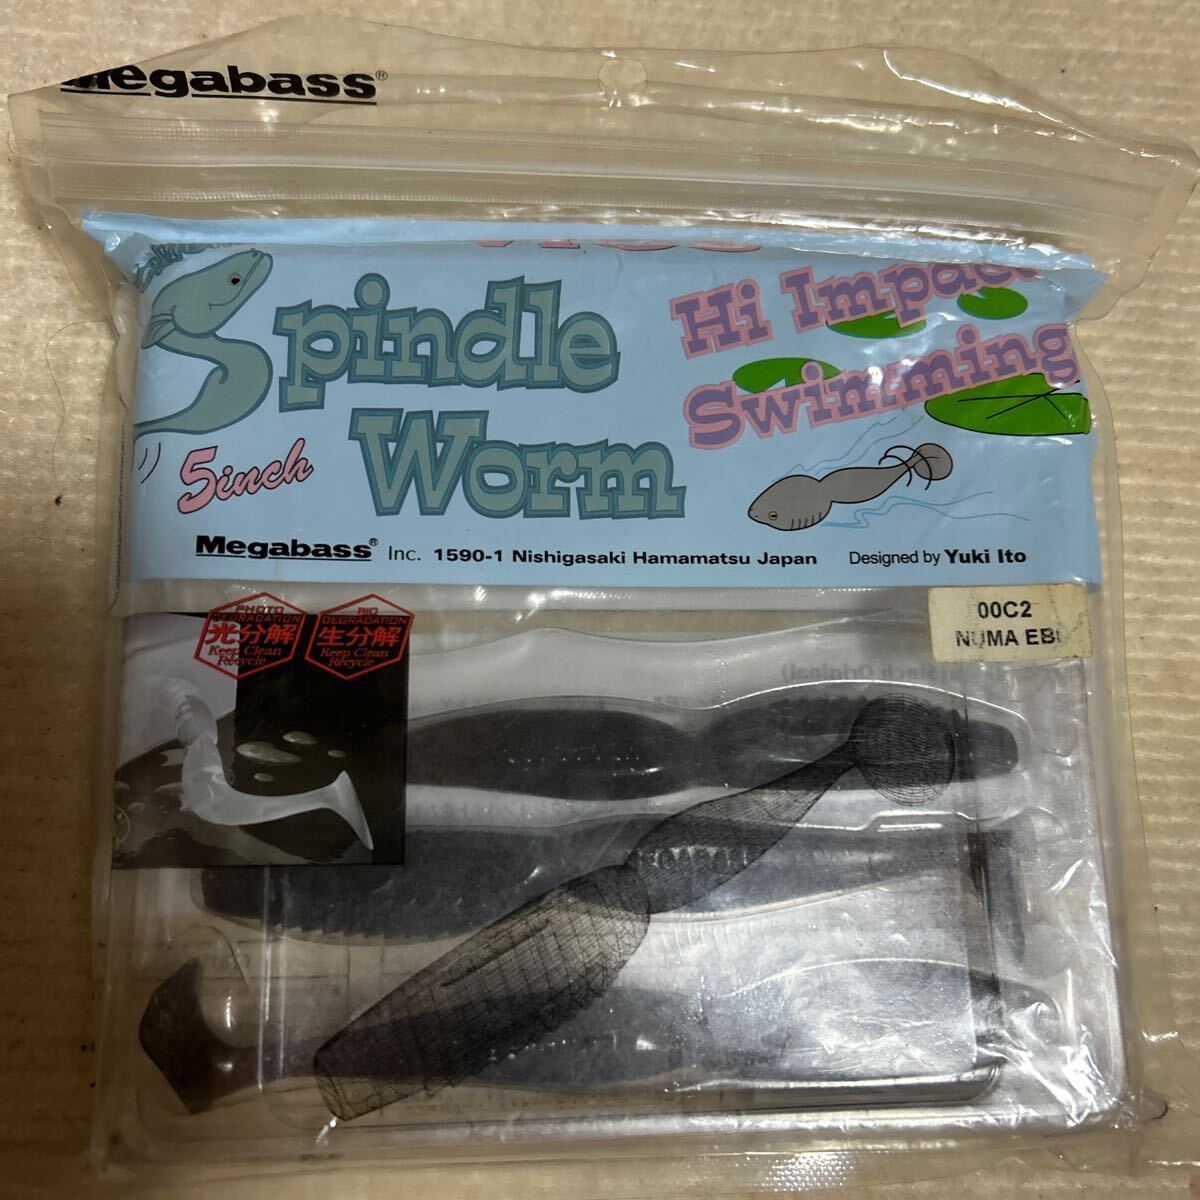 Megabass®
Spindle
Worm
5inch
Hi Impact
Swimming
Megabass® Inc. 1590-1 Nishigasaki Hamamatsu Japan
Designed by Yuki Ito
PHOTO
DEGRADATION
光分解
Keep Clean
Recycle
BIO
DEGRADATION
生分解
Keep Clean
Recycle
00C2
NUMA EBI
Original)